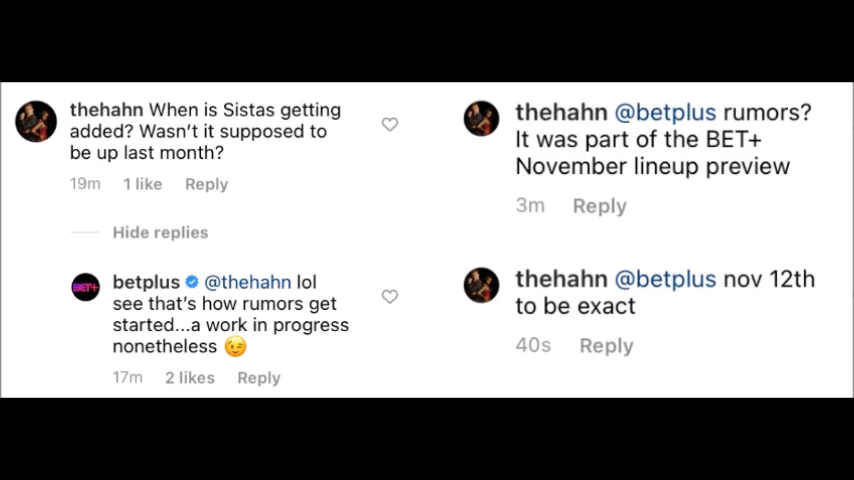 thehahn When is Sistas getting
added? Wasn't it supposed to
be up last month?
19m 1 like Reply
Hide replies
BET+
betplus @thehahn lol
see that's how rumors get
started...a work in progress
nonetheless 😉
17m 2 likes Reply
thehahn @betplus rumors?
It was part of the BET+
November lineup preview
3m Reply
thehahn @betplus nov 12th
to be exact
40s Reply